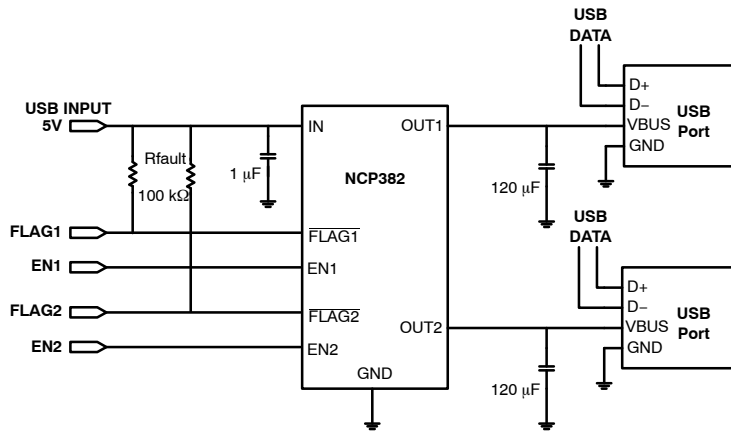 USB
DATA
D+
D−
VBUS
GND
USB
Port
USB INPUT
5V
Rfault
100 kΩ
1 μF
IN
OUT1
NCP382
120 μF
FLAG1
FLAG1
EN1
EN1
FLAG2
FLAG2
EN2
EN2
OUT2
GND
120 μF
USB
DATA
D+
D−
VBUS
GND
USB
Port